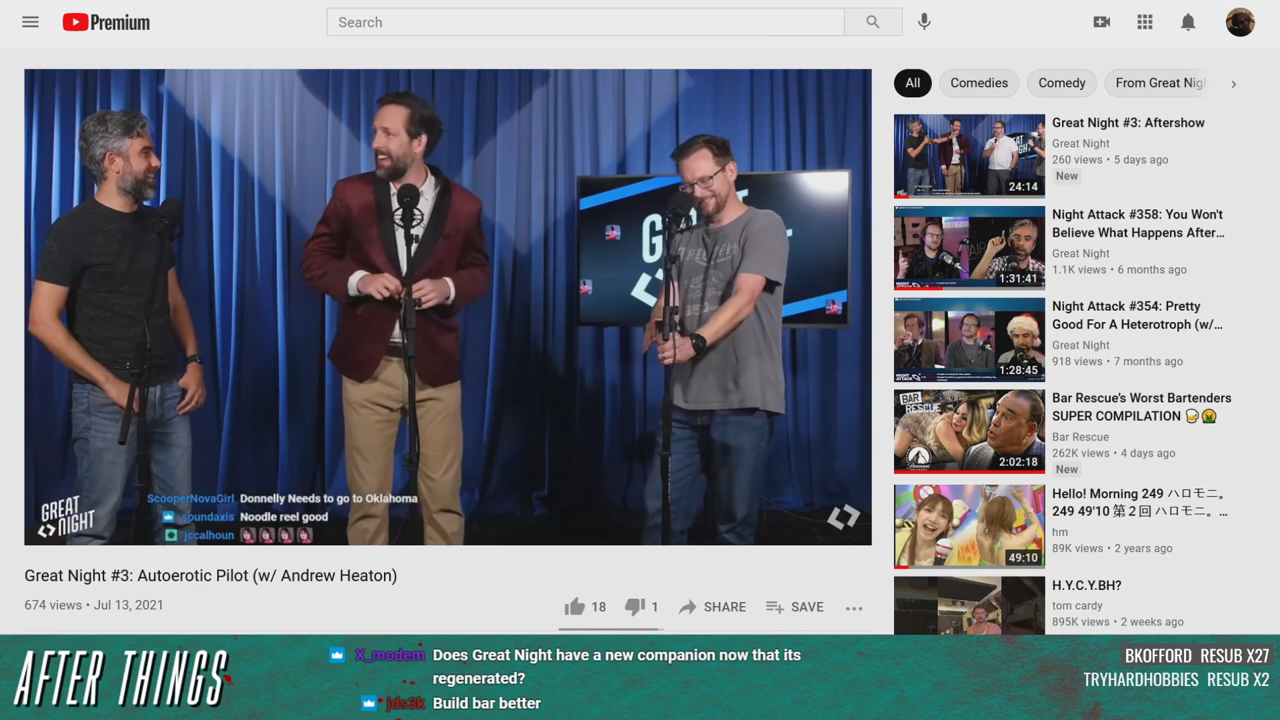 Premium
Search
All
Comedies
Comedy
From Great Nig
Great Night #3: Aftershow
Great Night
260 views • 5 days ago
New
24:14
Night Attack #358: You Won't
Believe What Happens After...
Great Night
1.1K views • 6 months ago
1:31:41
Night Attack #354: Pretty
Good For A Heterotroph (w/...
Great Night
918 views • 7 months ago
1:28:45
BAR
RESCUE
Bar Rescue's Worst Bartenders
SUPER COMPILATION 🍺🤮
Bar Rescue
262K views • 4 days ago
New
2:02:18
Hello! Morning 249 ハロモニ。
249 49'10 第2回 ハロモニ。...
hm
89K views • 2 years ago
49:10
H.Y.C.Y.BH?
tom cardy
895K views • 2 weeks ago
GREAT
NIGHT
ScooperNovaGirl Donnelly Needs to go to Oklahoma
soundaxis Noodle reel good
jccalhoun
Great Night #3: Autoerotic Pilot (w/ Andrew Heaton)
674 views • Jul 13, 2021
18
1
SHARE
SAVE
AFTER THINGS
X_modem Does Great Night have a new companion now that its
regenerated?
jds3k Build bar better
BKOFFORD RESUB X27
TRYHARDHOBBIES RESUB X2